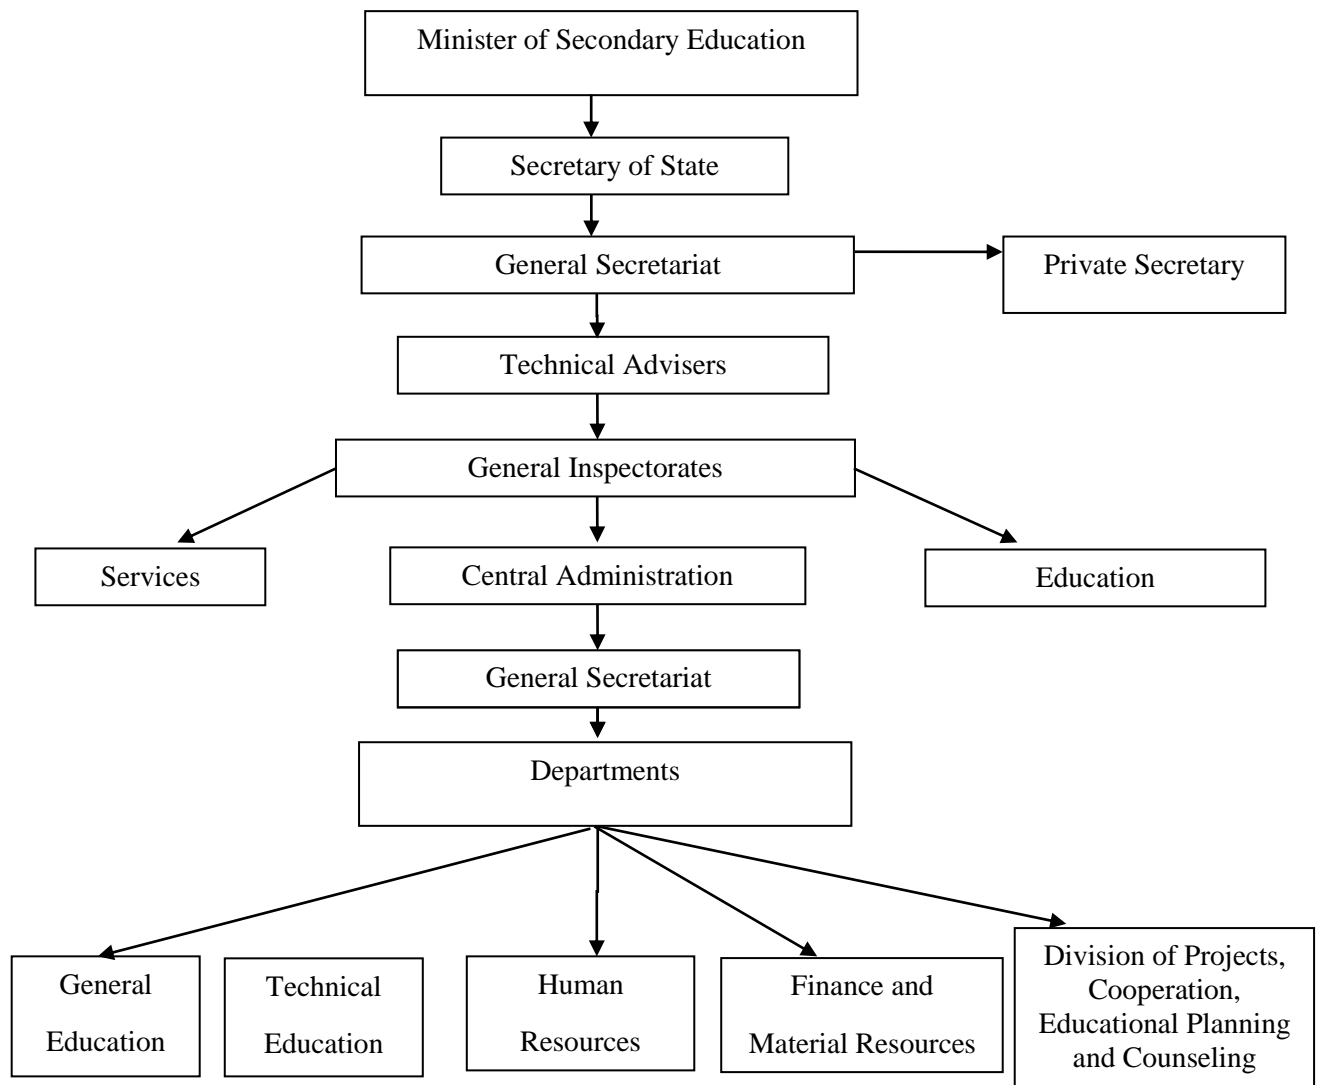 Minister of Secondary Education
Secretary of State
General Secretariat
Private Secretary
Technical Advisers
General Inspectorates
Services
Central Administration
Education
General Secretariat
Departments
General
Education
Technical
Education
Human
Resources
Finance and
Material Resources
Division of Projects,
Cooperation,
Educational Planning
and Counseling